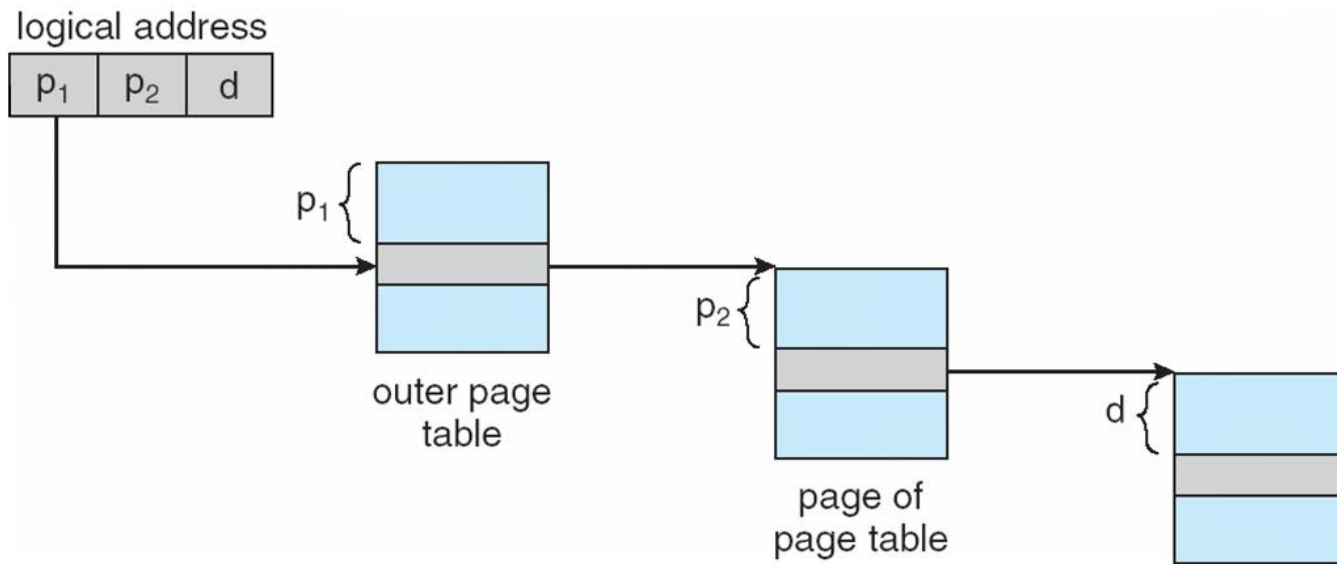 logical address
p₁ p₂ d
p₁
outer page
table
p₂
page of
page table
d